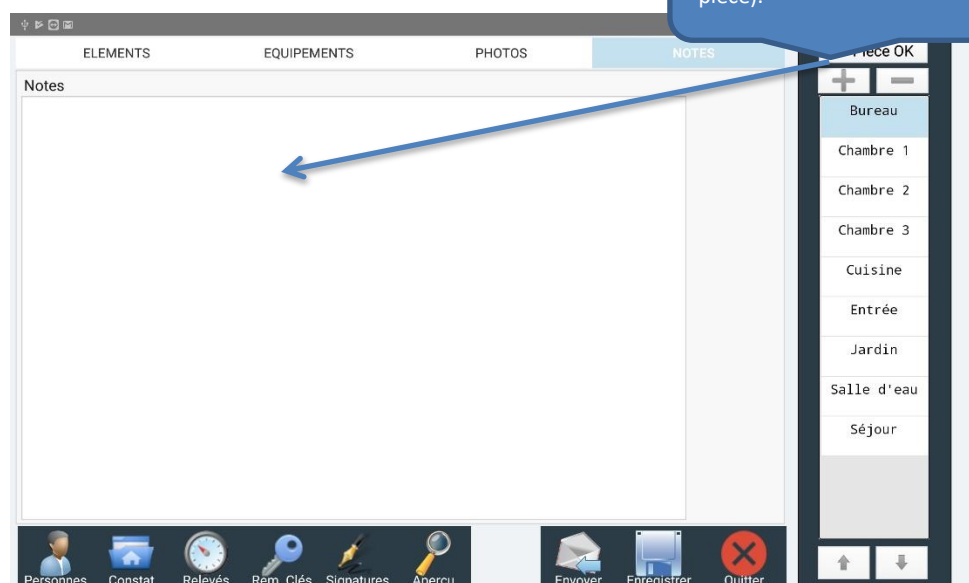 pièce).
ELEMENTS EQUIPEMENTS PHOTOS NOTES
Pièce OK
Notes
Bureau
Chambre 1
Chambre 2
Chambre 3
Cuisine
Entrée
Jardin
Salle d'eau
Séjour
Personnes Constat Relevés Rem. Clés Signatures Aperçu Envoyer Enregistrer Quitter